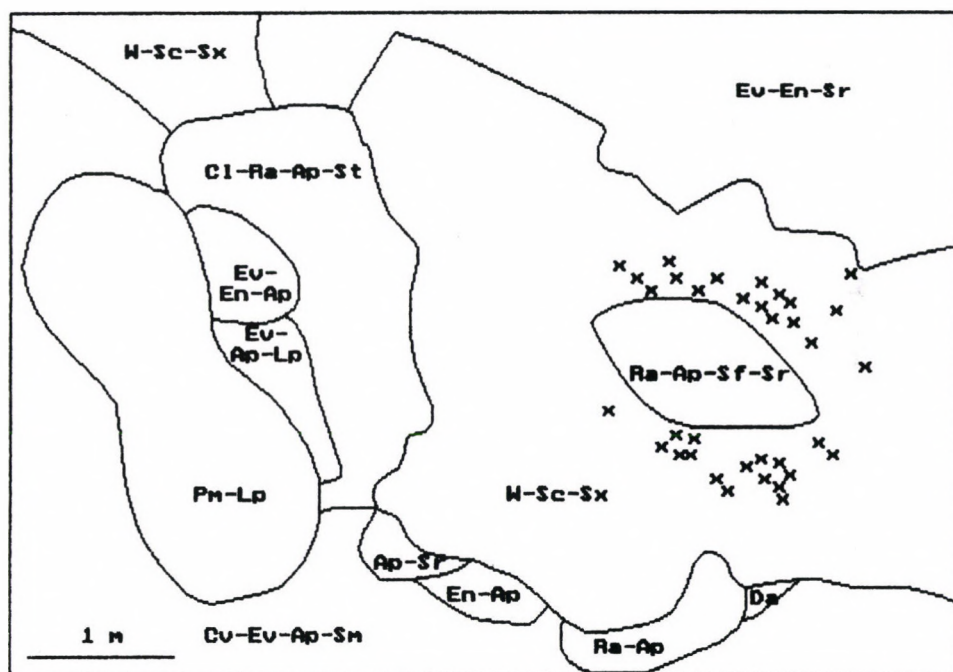 W-Sc-Sx
Ev-En-Sr
Cl-Ra-Ap-St
Ev-
En-Ap
Ev-
Ap-Lp
Ra-Ap-Sf-Sr
Pm-Lp
W-Sc-Sx
Ap-Sr
En-Ap
Da
1 m
Cv-Ev-Ap-Sm
Ra-Ap